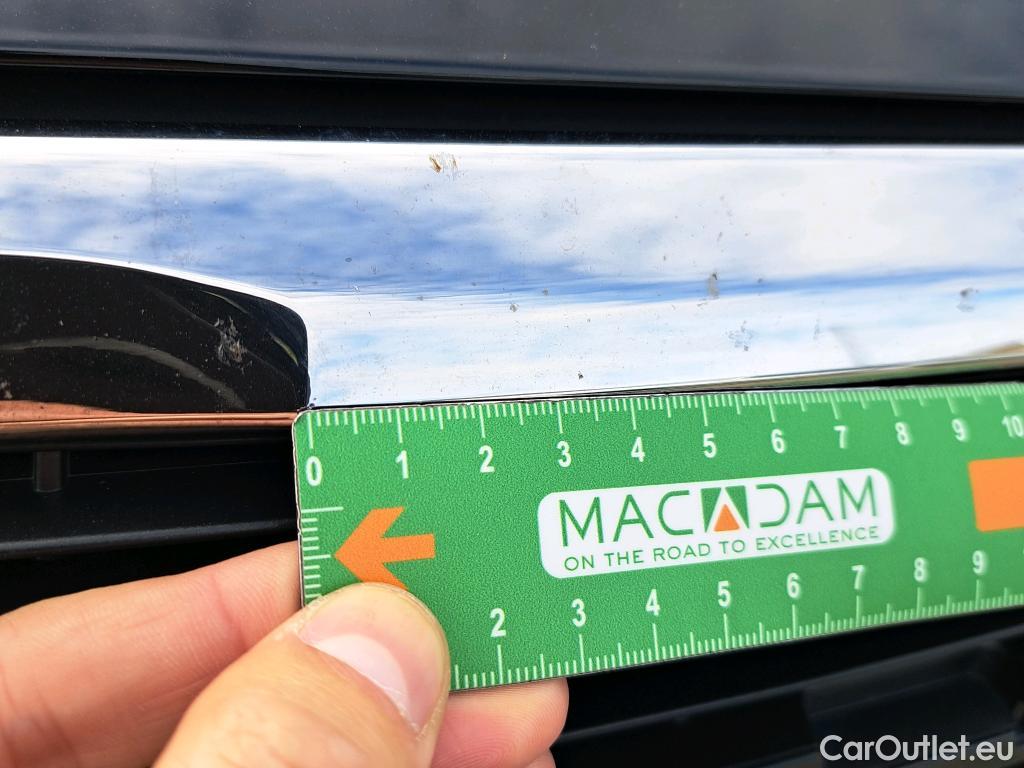 0 1 2 3 4 5 6 7 8 9 10
MACADAM
ON THE ROAD TO EXCELLENCE
2 3 4 5 6 7 8 9
CarOutlet.eu